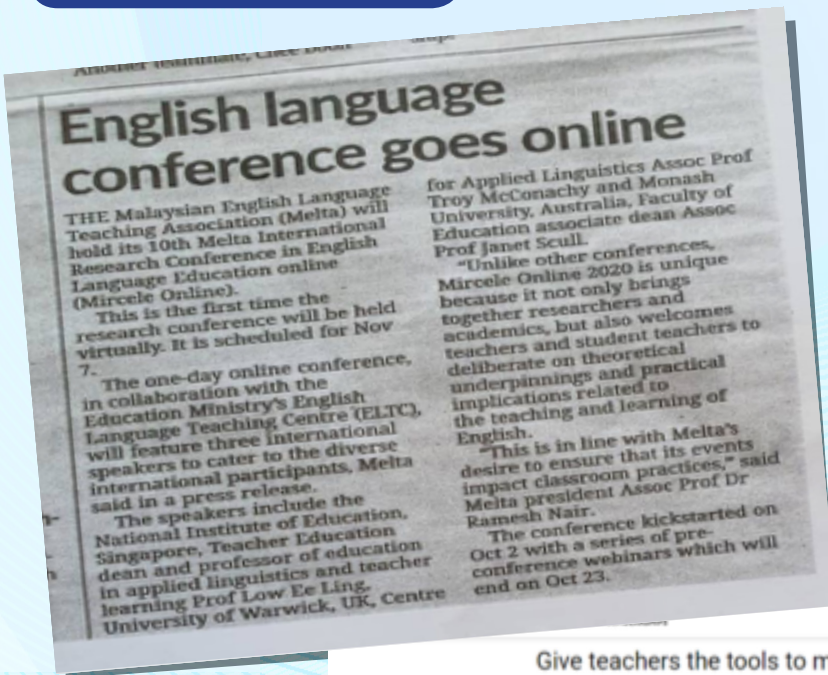 English language
conference goes online
THE Malaysian English Language
Teaching Association (Melta) will
hold its 10th Melta International
Research Conference in English
Language Education online
(Mircele Online).
This is the first time the
research conference will be held
virtually. It is scheduled for Nov
7.
The one-day online conference,
in collaboration with the
Education Ministry's English
Language Teaching Centre (ELTC),
will feature three international
speakers to cater to the diverse
international participants, Melta
said in a press release.
The speakers include the
National Institute of Education,
Singapore, Teacher Education
dean and professor of education
in applied linguistics and teacher
learning Prof Low Ee Ling,
University of Warwick, UK, Centre
for Applied Linguistics Assoc Prof
Troy McConachy and Monash
University, Australia, Faculty of
Education associate dean Assoc
Prof Janet Scull.
"Unlike other conferences,
Mircele Online 2020 is unique
because it not only brings
together researchers and
academics, but also welcomes
teachers and student teachers to
deliberate on theoretical
underpinnings and practical
implications related to
the teaching and learning of
English.
"This is in line with Melta's
desire to ensure that its events
impact classroom practices," said
Melta president Assoc Prof Dr
Ramesh Nair.
The conference kickstarted on
Oct 2 with a series of pre-
conference webinars which will
end on Oct 23.
Give teachers the tools to m